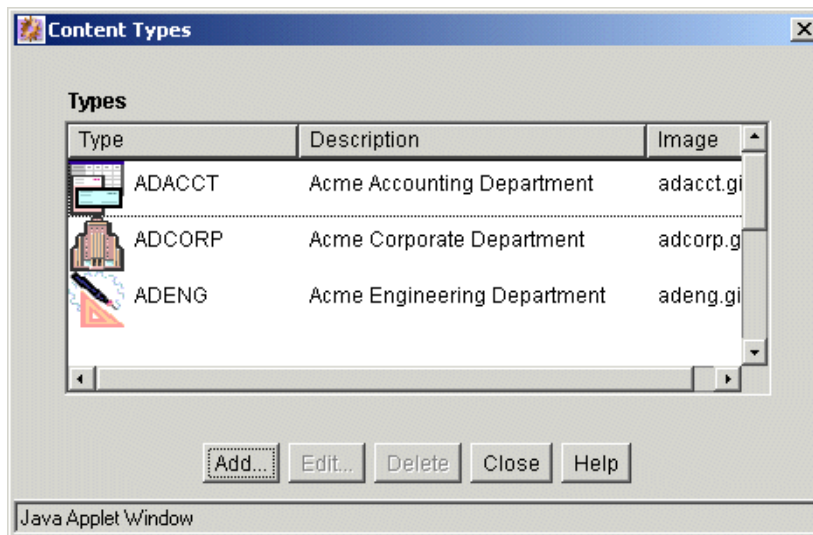 Content Types
Types
Type Description Image
ADACCT Acme Accounting Department adacct.gi
ADCORP Acme Corporate Department adcorp.g
ADENG Acme Engineering Department adeng.gi
Add... Edit... Delete Close Help
Java Applet Window